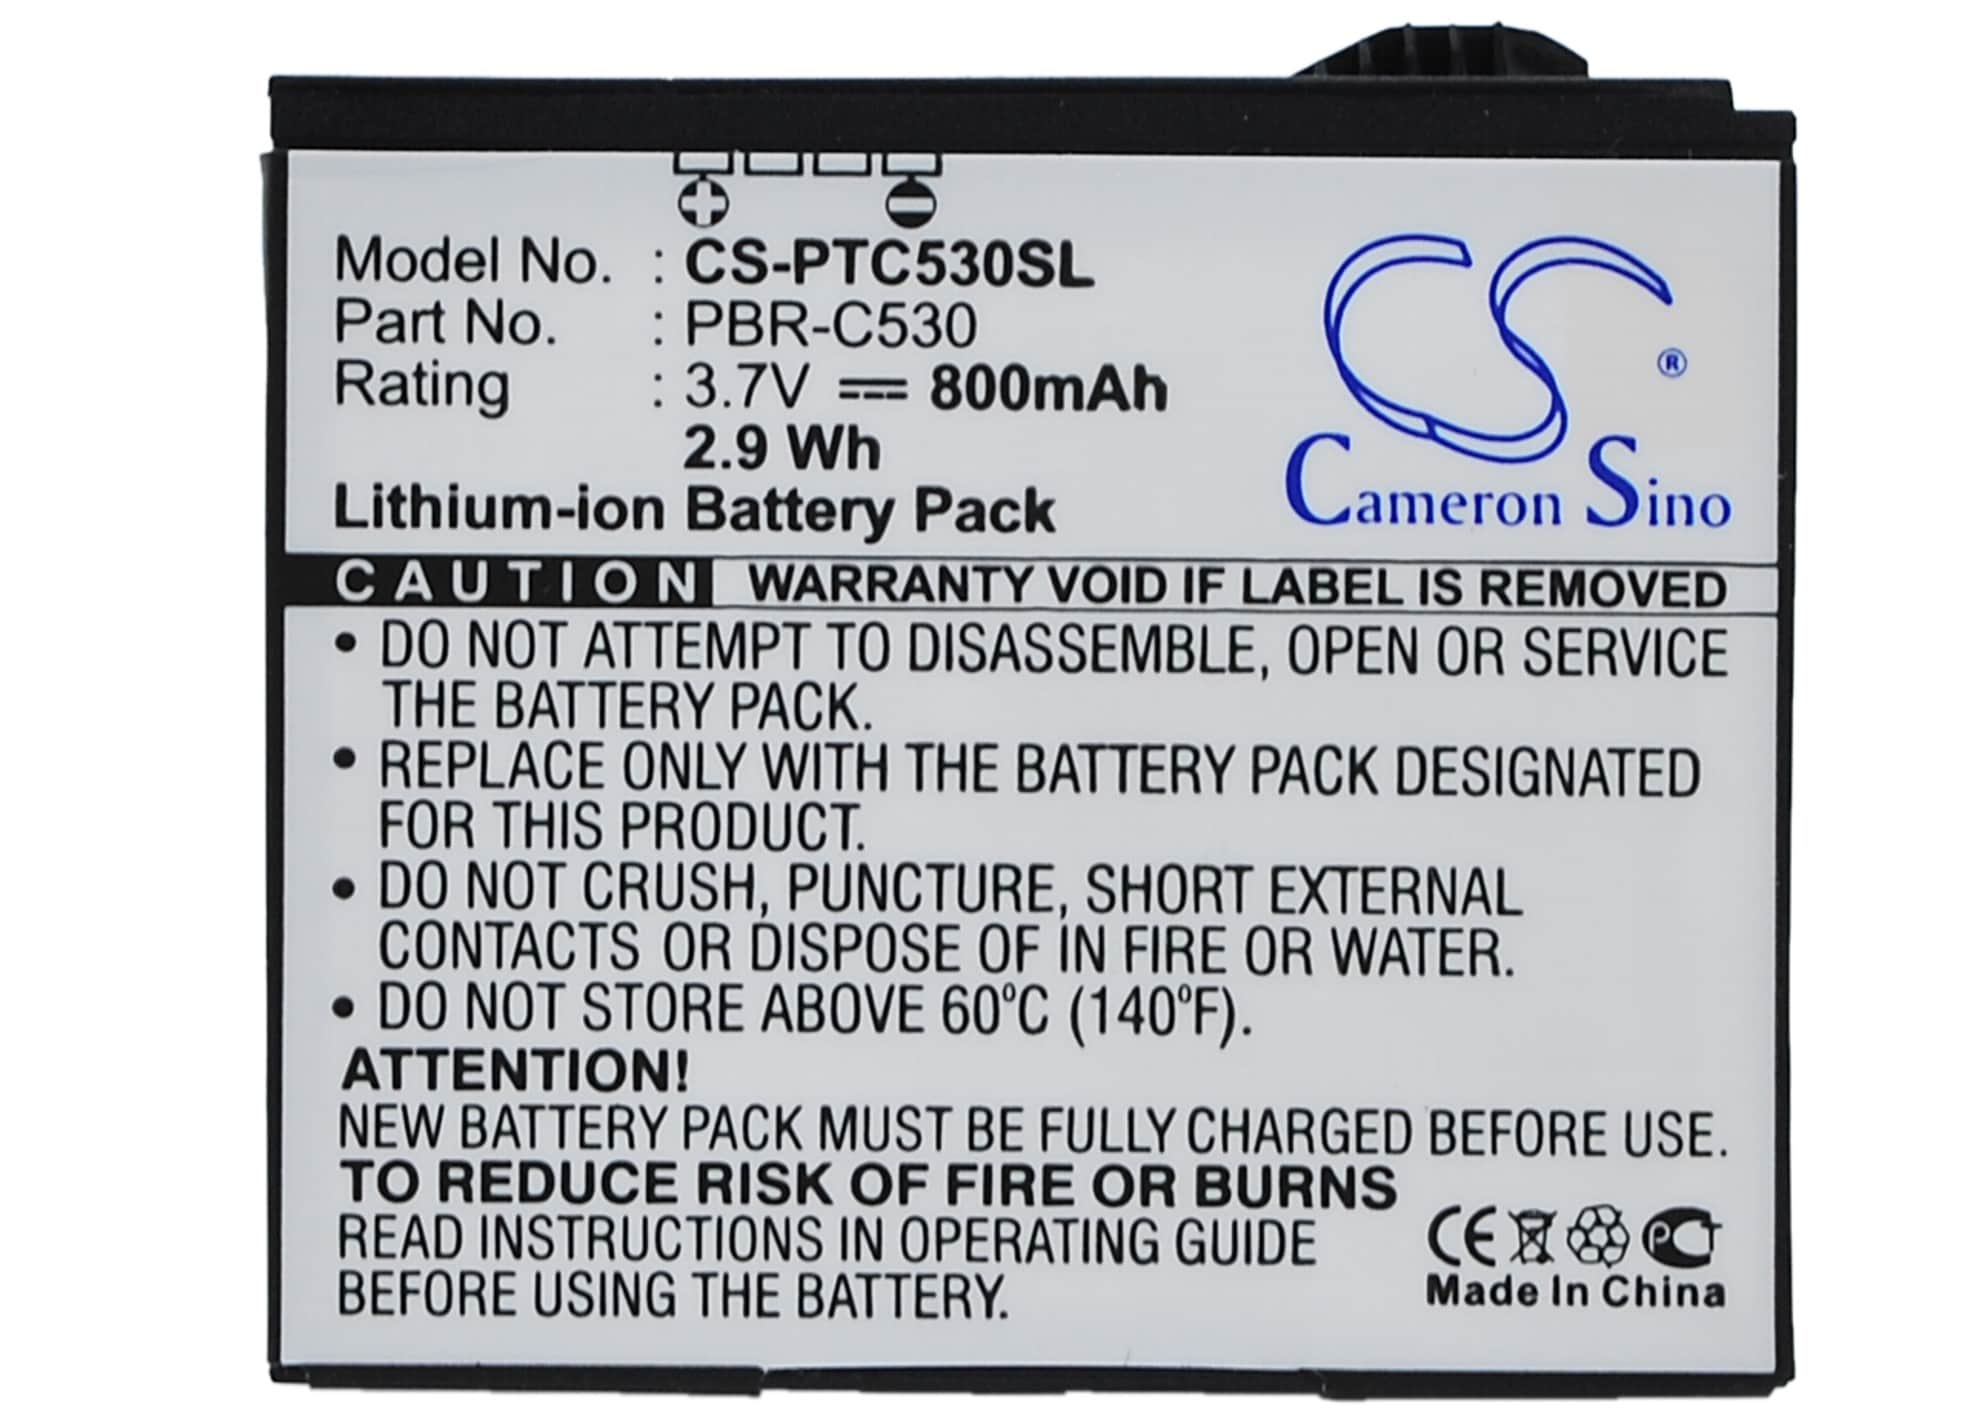 Model No. : CS-PTC530SL
Part No. : PBR-C530
Rating : 3.7V 800mAh
2.9 Wh
Lithium-ion Battery Pack
CS ®
Cameron Sino
CAUTION WARRANTY VOID IF LABEL IS REMOVED
• DO NOT ATTEMPT TO DISASSEMBLE, OPEN OR SERVICE
THE BATTERY PACK.
• REPLACE ONLY WITH THE BATTERY PACK DESIGNATED
FOR THIS PRODUCT.
• DO NOT CRUSH, PUNCTURE, SHORT EXTERNAL
CONTACTS OR DISPOSE OF IN FIRE OR WATER.
• DO NOT STORE ABOVE 60°C (140°F).
ATTENTION!
NEW BATTERY PACK MUST BE FULLY CHARGED BEFORE USE.
TO REDUCE RISK OF FIRE OR BURNS
READ INSTRUCTIONS IN OPERATING GUIDE
BEFORE USING THE BATTERY.
CE PCT
Made In China